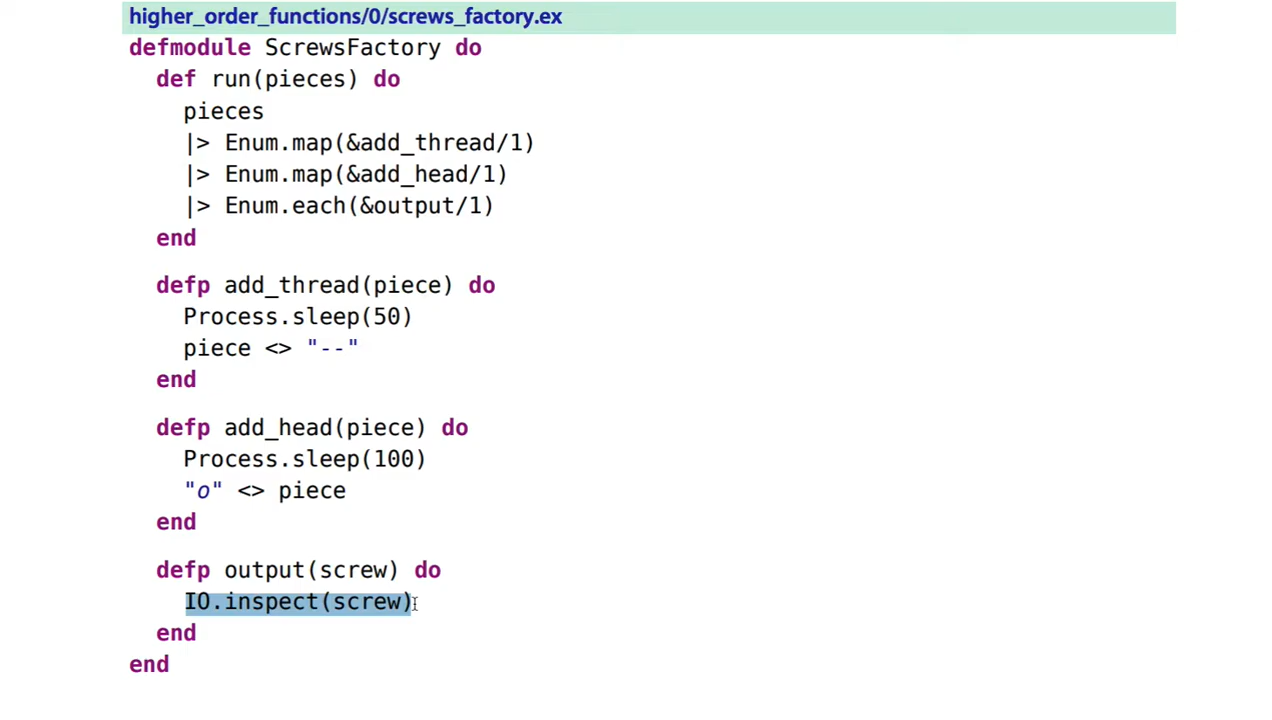 higher_order_functions/0/screws_factory.ex
defmodule ScrewsFactory do
  def run(pieces) do
    pieces
    |> Enum.map(&add_thread/1)
    |> Enum.map(&add_head/1)
    |> Enum.each(&output/1)
  end
  defp add_thread(piece) do
    Process.sleep(50)
    piece <> "--"
  end
  defp add_head(piece) do
    Process.sleep(100)
    "o" <> piece
  end
  defp output(screw) do
    IO.inspect(screw)
  end
end